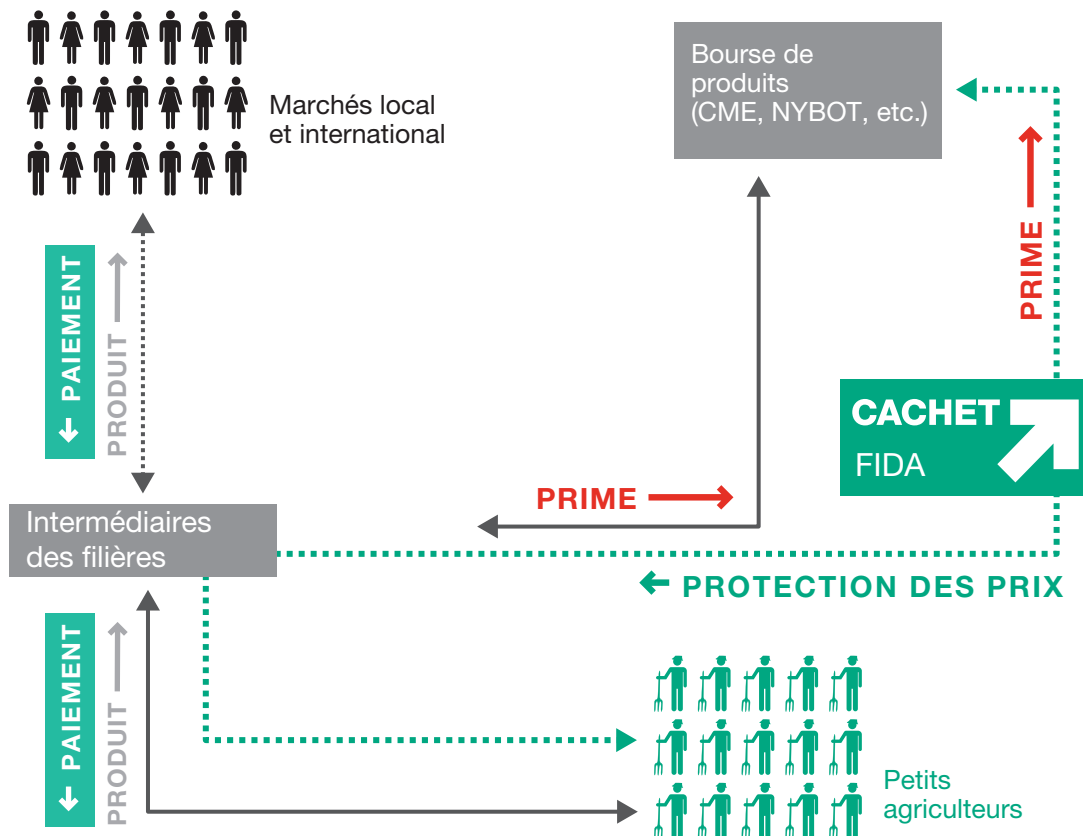 Marchés local
et international
Bourse de
produits
(CME, NYBOT, etc.)
PRIME
PAIEMENT
PRODUIT
CACHET
FIDA
PRIME
Intermédiaires
des filières
PROTECTION DES PRIX
PAIEMENT
PRODUIT
Petits
agriculteurs